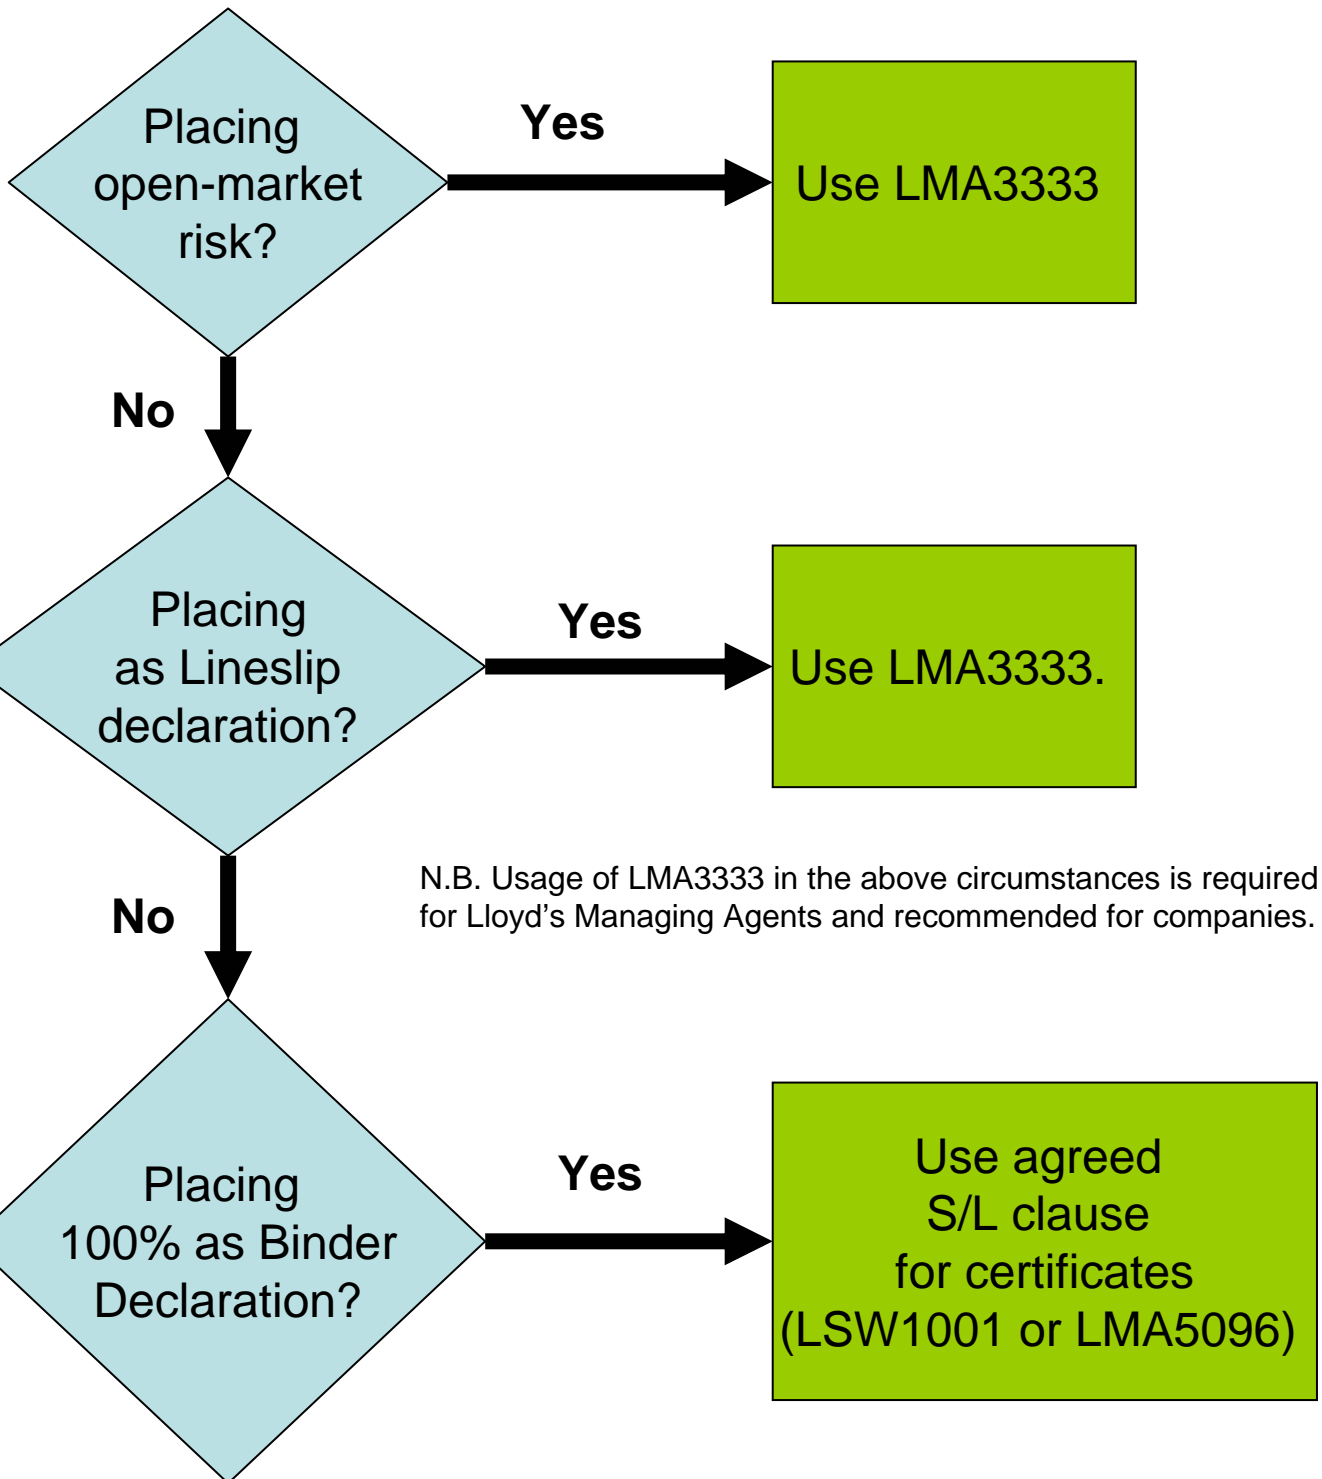 Placing
open-market
risk?
Yes
Use LMA3333
No
Placing
as Lineslip
declaration?
Yes
Use LMA3333.
N.B. Usage of LMA3333 in the above circumstances is required
for Lloyd's Managing Agents and recommended for companies.
No
Placing
100% as Binder
Declaration?
Yes
Use agreed
S/L clause
for certificates
(LSW1001 or LMA5096)